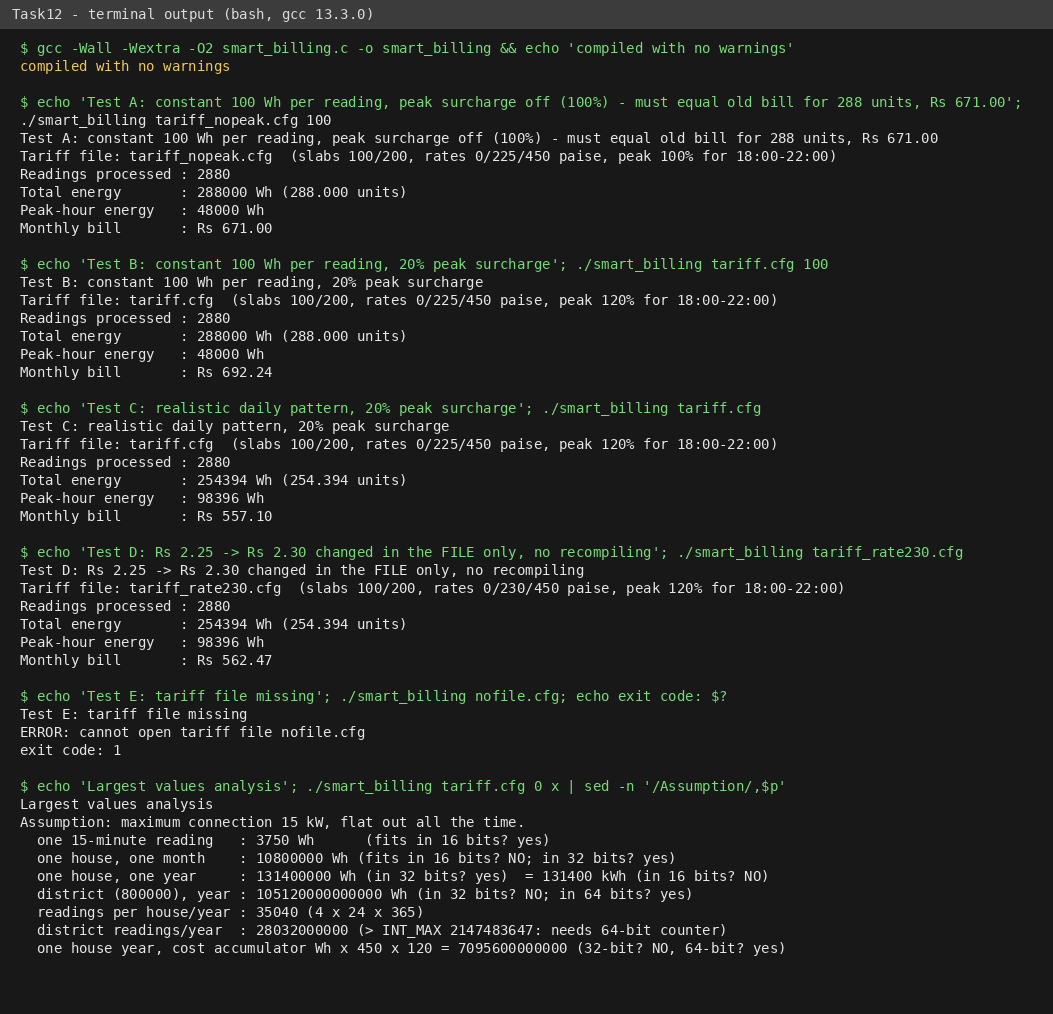 Task12 - terminal output (bash, gcc 13.3.0)
$ gcc -Wall -Wextra -O2 smart_billing.c -o smart_billing && echo 'compiled with no warnings'
compiled with no warnings
$ echo 'Test A: constant 100 Wh per reading, peak surcharge off (100%) - must equal old bill for 288 units, Rs 671.00';
./smart_billing tariff_nopeak.cfg 100
Test A: constant 100 Wh per reading, peak surcharge off (100%) - must equal old bill for 288 units, Rs 671.00
Tariff file: tariff_nopeak.cfg  (slabs 100/200, rates 0/225/450 paise, peak 100% for 18:00-22:00)
Readings processed : 2880
Total energy       : 288000 Wh (288.000 units)
Peak-hour energy   : 48000 Wh
Monthly bill       : Rs 671.00
$ echo 'Test B: constant 100 Wh per reading, 20% peak surcharge'; ./smart_billing tariff.cfg 100
Test B: constant 100 Wh per reading, 20% peak surcharge
Tariff file: tariff.cfg  (slabs 100/200, rates 0/225/450 paise, peak 120% for 18:00-22:00)
Readings processed : 2880
Total energy       : 288000 Wh (288.000 units)
Peak-hour energy   : 48000 Wh
Monthly bill       : Rs 692.24
$ echo 'Test C: realistic daily pattern, 20% peak surcharge'; ./smart_billing tariff.cfg
Test C: realistic daily pattern, 20% peak surcharge
Tariff file: tariff.cfg  (slabs 100/200, rates 0/225/450 paise, peak 120% for 18:00-22:00)
Readings processed : 2880
Total energy       : 254394 Wh (254.394 units)
Peak-hour energy   : 98396 Wh
Monthly bill       : Rs 557.10
$ echo 'Test D: Rs 2.25 -> Rs 2.30 changed in the FILE only, no recompiling'; ./smart_billing tariff_rate230.cfg
Test D: Rs 2.25 -> Rs 2.30 changed in the FILE only, no recompiling
Tariff file: tariff_rate230.cfg  (slabs 100/200, rates 0/230/450 paise, peak 120% for 18:00-22:00)
Readings processed : 2880
Total energy       : 254394 Wh (254.394 units)
Peak-hour energy   : 98396 Wh
Monthly bill       : Rs 562.47
$ echo 'Test E: tariff file missing'; ./smart_billing nofile.cfg; echo exit code: $?
Test E: tariff file missing
ERROR: cannot open tariff file nofile.cfg
exit code: 1
$ echo 'Largest values analysis'; ./smart_billing tariff.cfg 0 x | sed -n '/Assumption/,$p'
Largest values analysis
Assumption: maximum connection 15 kW, flat out all the time.
  one 15-minute reading   : 3750 Wh      (fits in 16 bits? yes)
  one house, one month    : 10800000 Wh (fits in 16 bits? NO; in 32 bits? yes)
  one house, one year     : 131400000 Wh (in 32 bits? yes)  = 131400 kWh (in 16 bits? NO)
  district (800000), year : 105120000000000 Wh (in 32 bits? NO; in 64 bits? yes)
  readings per house/year : 35040 (4 x 24 x 365)
  district readings/year  : 28032000000 (> INT_MAX 2147483647: needs 64-bit counter)
  one house year, cost accumulator Wh x 450 x 120 = 7095600000000 (32-bit? NO, 64-bit? yes)